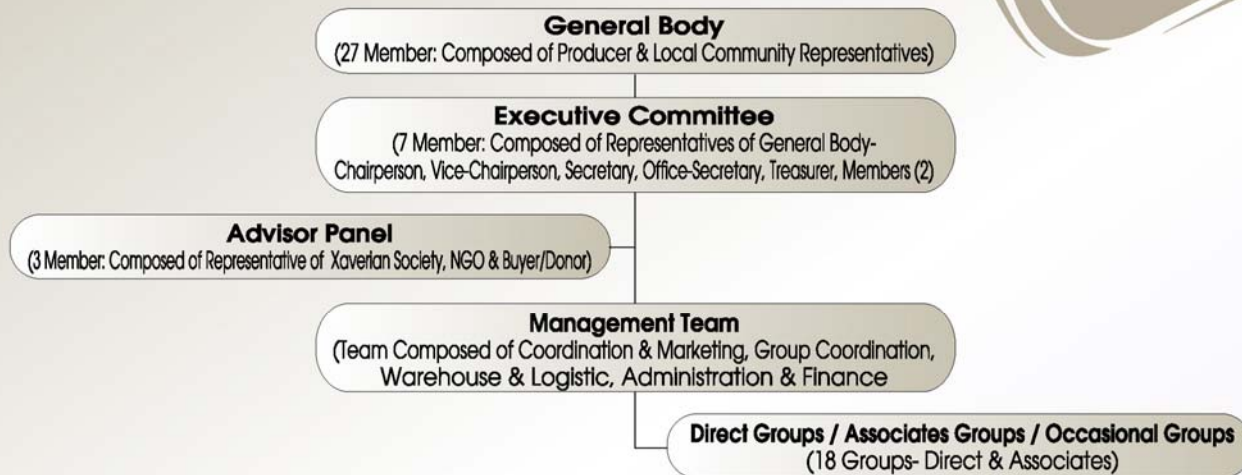 General Body
(27 Member: Composed of Producer & Local Community Representatives)
Executive Committee
(7 Member: Composed of Representatives of General Body-
Chairperson, Vice-Chairperson, Secretary, Office-Secretary, Treasurer, Members (2)
Advisor Panel
(3 Member: Composed of Representative of Xaverian Society, NGO & Buyer/Donor)
Management Team
(Team Composed of Coordination & Marketing, Group Coordination,
Warehouse & Logistic, Administration & Finance
Direct Groups / Associates Groups / Occasional Groups
(18 Groups- Direct & Associates)